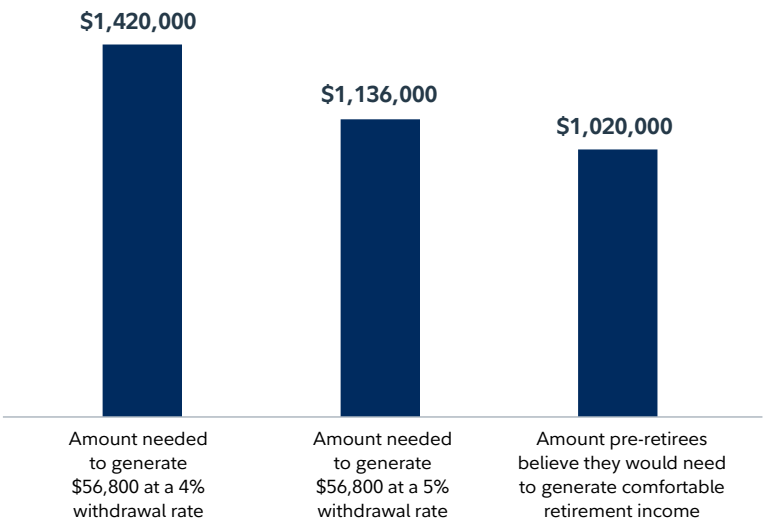 $1,420,000
$1,136,000
$1,020,000
Amount needed
to generate
$56,800 at a 4%
withdrawal rate
Amount needed
to generate
$56,800 at a 5%
withdrawal rate
Amount pre-retirees
believe they would need
to generate comfortable
retirement income